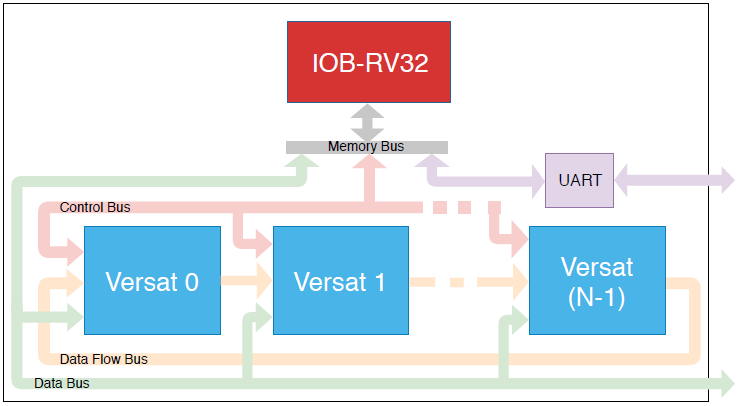 IOB-RV32
Memory Bus
UART
Control Bus
Versat 0
Versat 1
Versat
(N-1)
Data Flow Bus
Data Bus